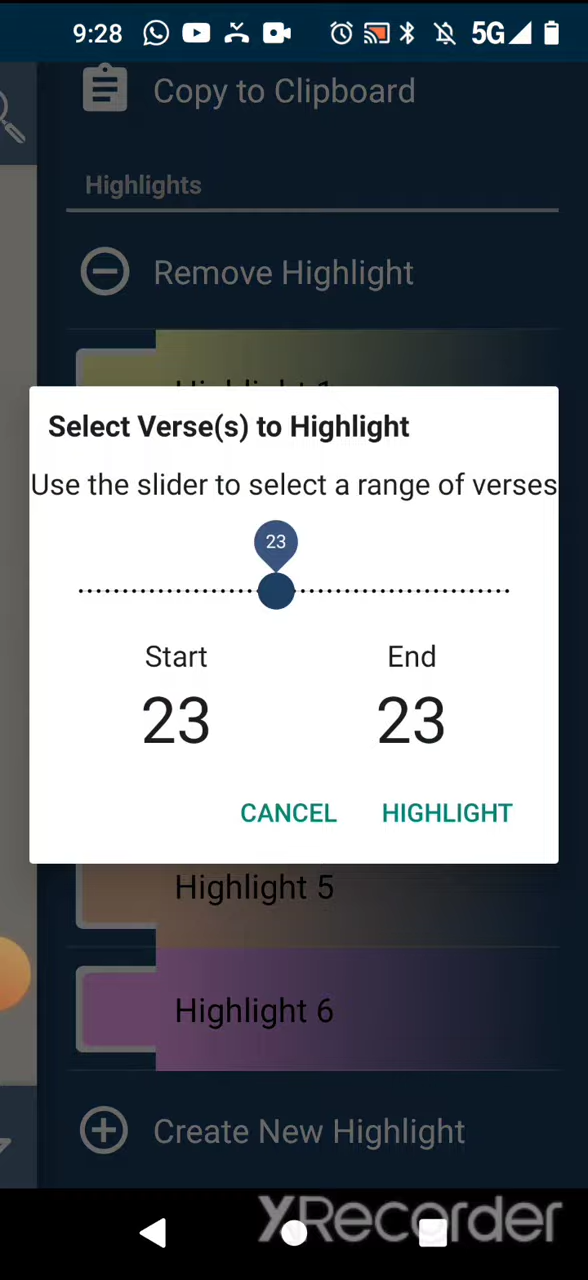 9:28
5G
Copy to Clipboard
Highlights
Remove Highlight
Select Verse(s) to Highlight
Use the slider to select a range of verses
23
Start End
23 23
CANCEL HIGHLIGHT
Highlight 5
Highlight 6
Create New Highlight
XRecorder